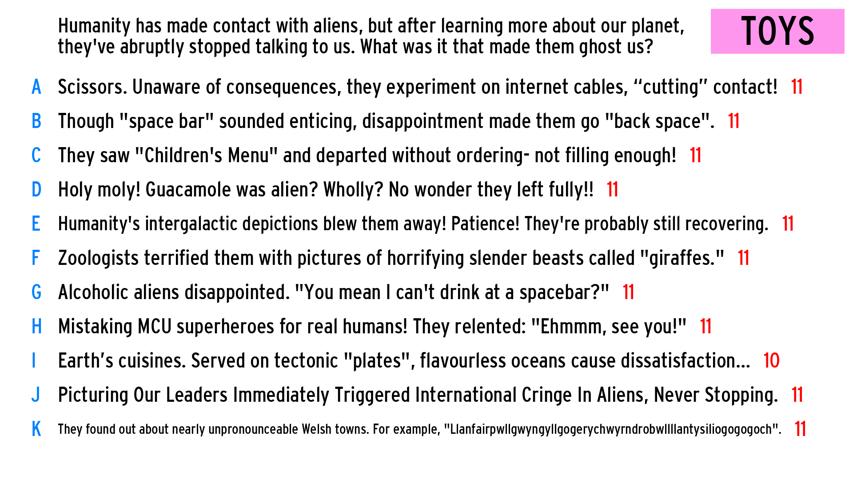 Humanity has made contact with aliens, but after learning more about our planet,
they've abruptly stopped talking to us. What was it that made them ghost us?
TOYS
A Scissors. Unaware of consequences, they experiment on internet cables, “cutting” contact! 11
B Though "space bar" sounded enticing, disappointment made them go "back space". 11
C They saw "Children's Menu" and departed without ordering- not filling enough! 11
D Holy moly! Guacamole was alien? Wholly? No wonder they left fully!! 11
E Humanity's intergalactic depictions blew them away! Patience! They're probably still recovering. 11
F Zoologists terrified them with pictures of horrifying slender beasts called "giraffes." 11
G Alcoholic aliens disappointed. "You mean I can't drink at a spacebar?" 11
H Mistaking MCU superheroes for real humans! They relented: "Ehmmm, see you!" 11
I Earth’s cuisines. Served on tectonic "plates", flavourless oceans cause dissatisfaction... 10
J Picturing Our Leaders Immediately Triggered International Cringe In Aliens, Never Stopping. 11
K They found out about nearly unpronounceable Welsh towns. For example, "Llanfairpwllgwyngyllgogerychwyrndrobwllllantysiliogogogoch". 11